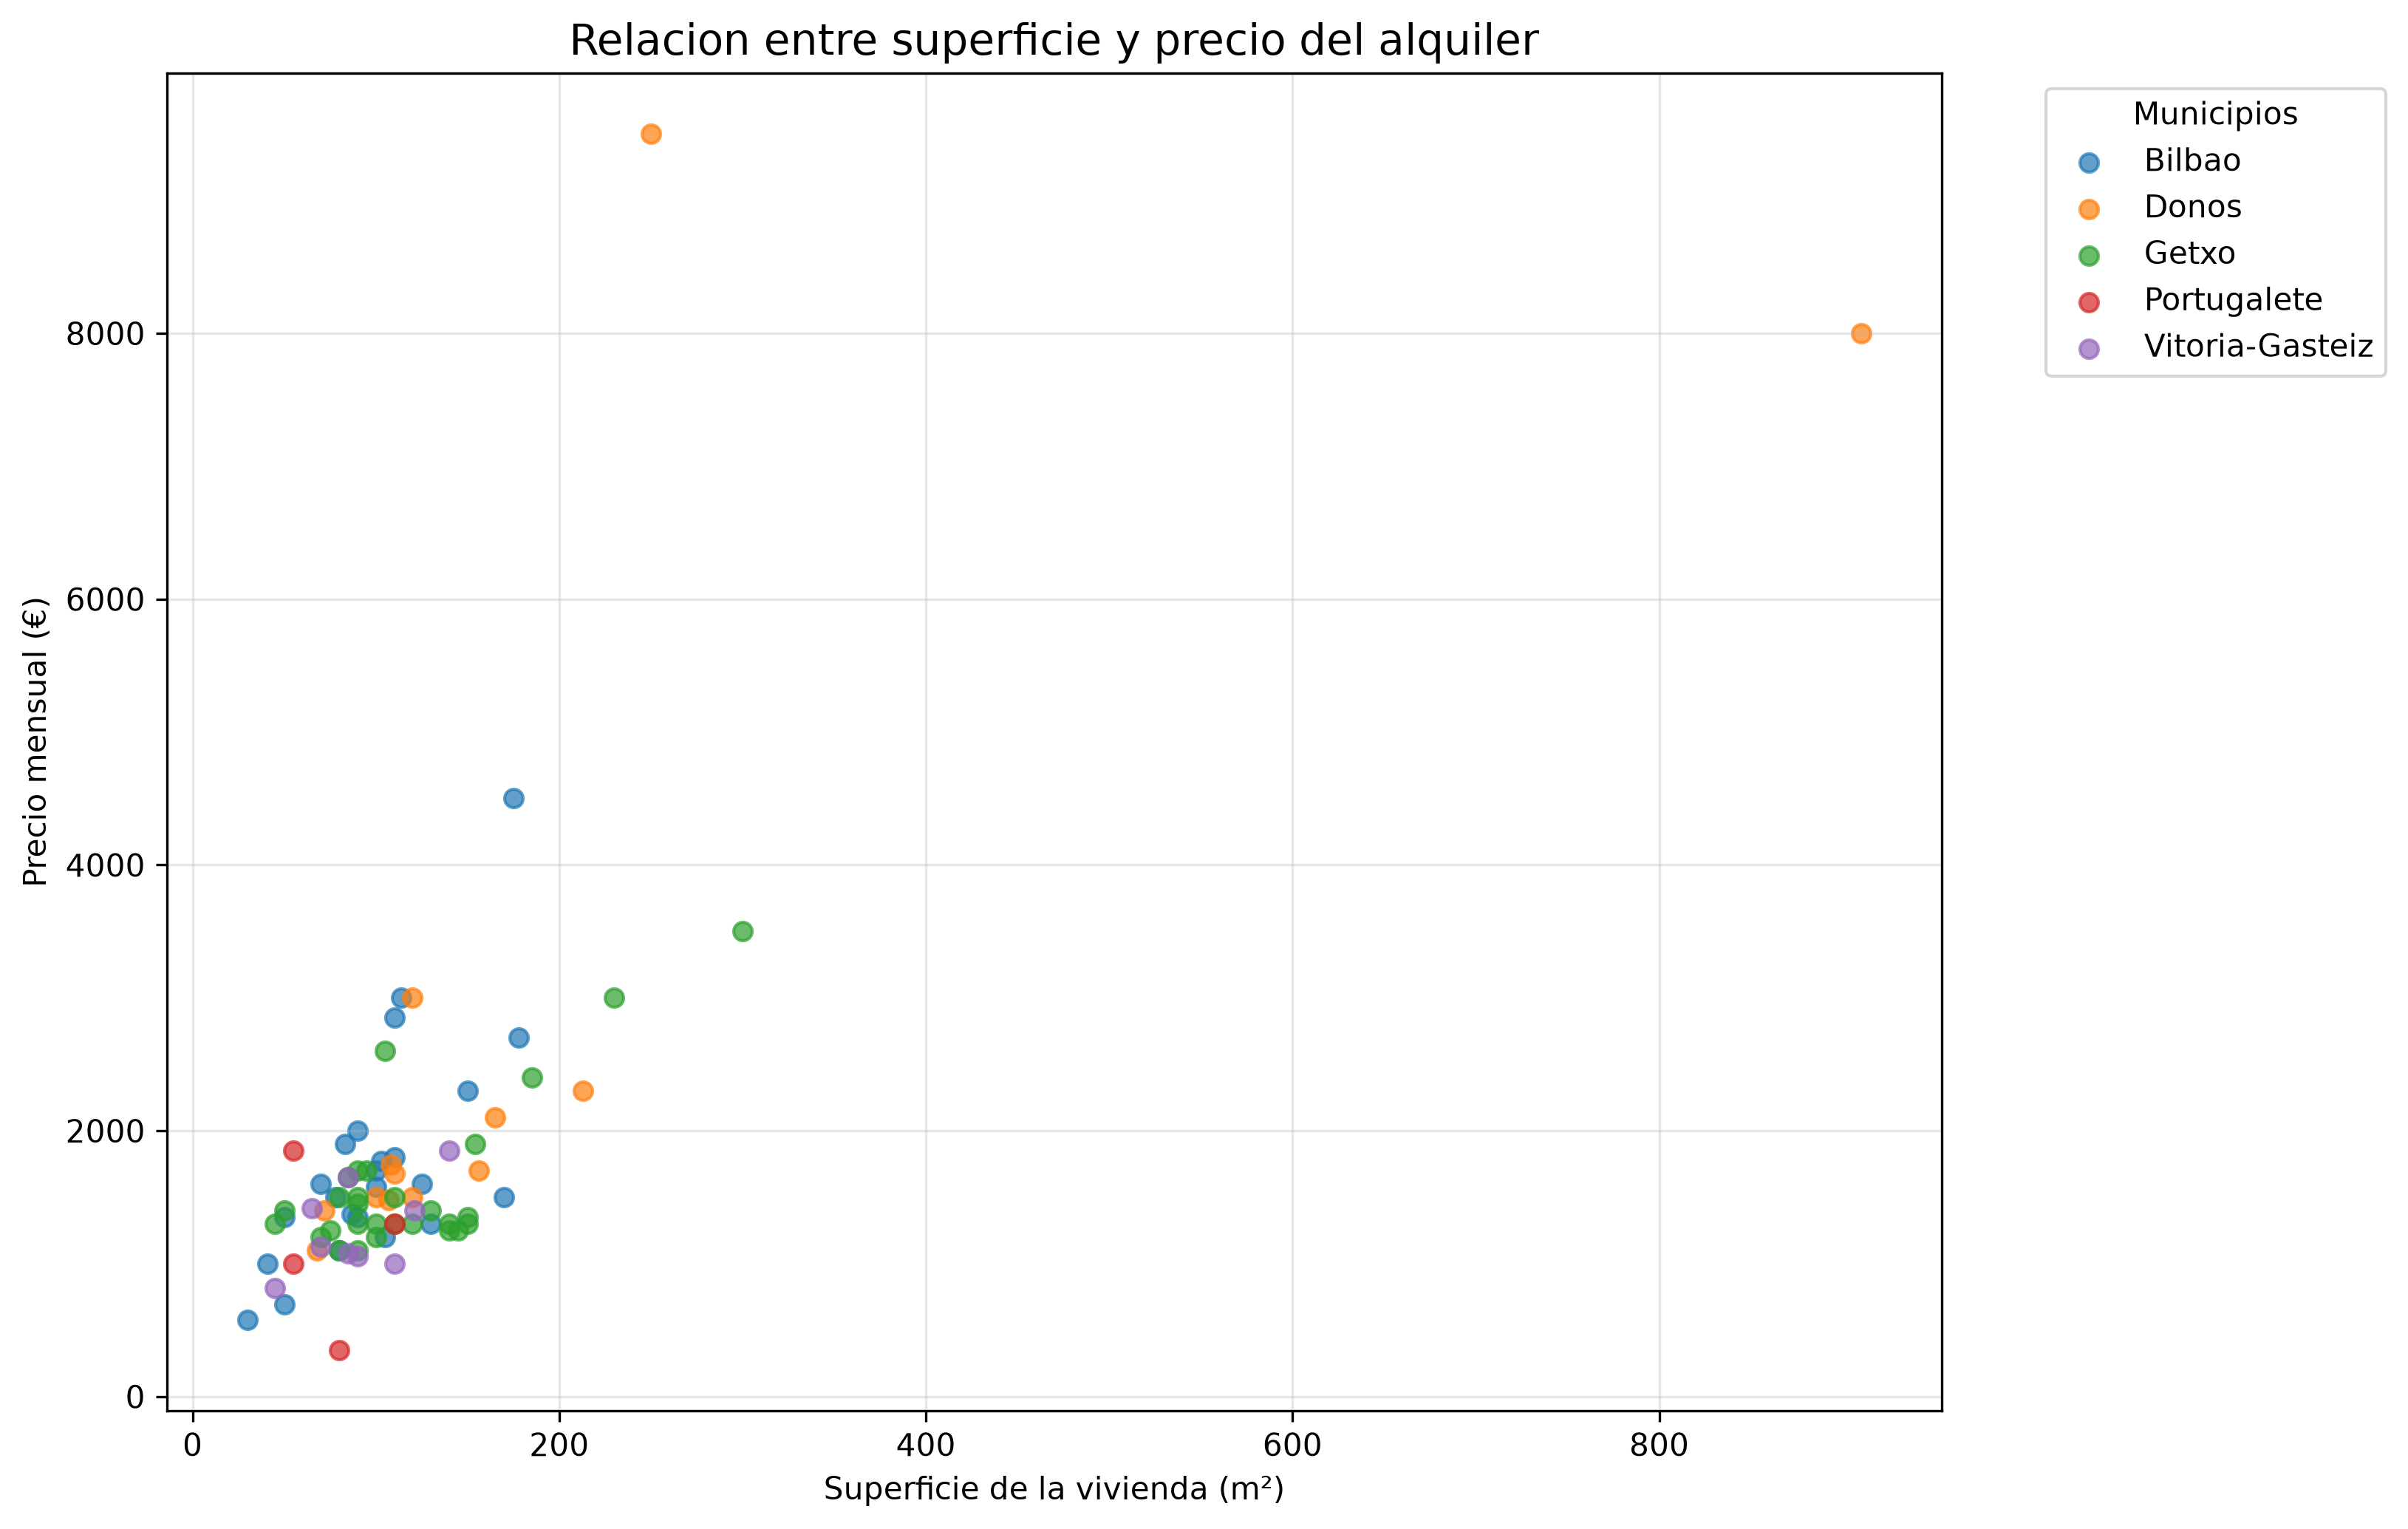 Relacion entre superficie y precio del alquiler
Municipios
Bilbao
Donos
Getxo
Portugalete
Vitoria-Gasteiz
Precio mensual (€)
8000
6000
4000
2000
0
0 200 400 600 800
Superficie de la vivienda (m²)